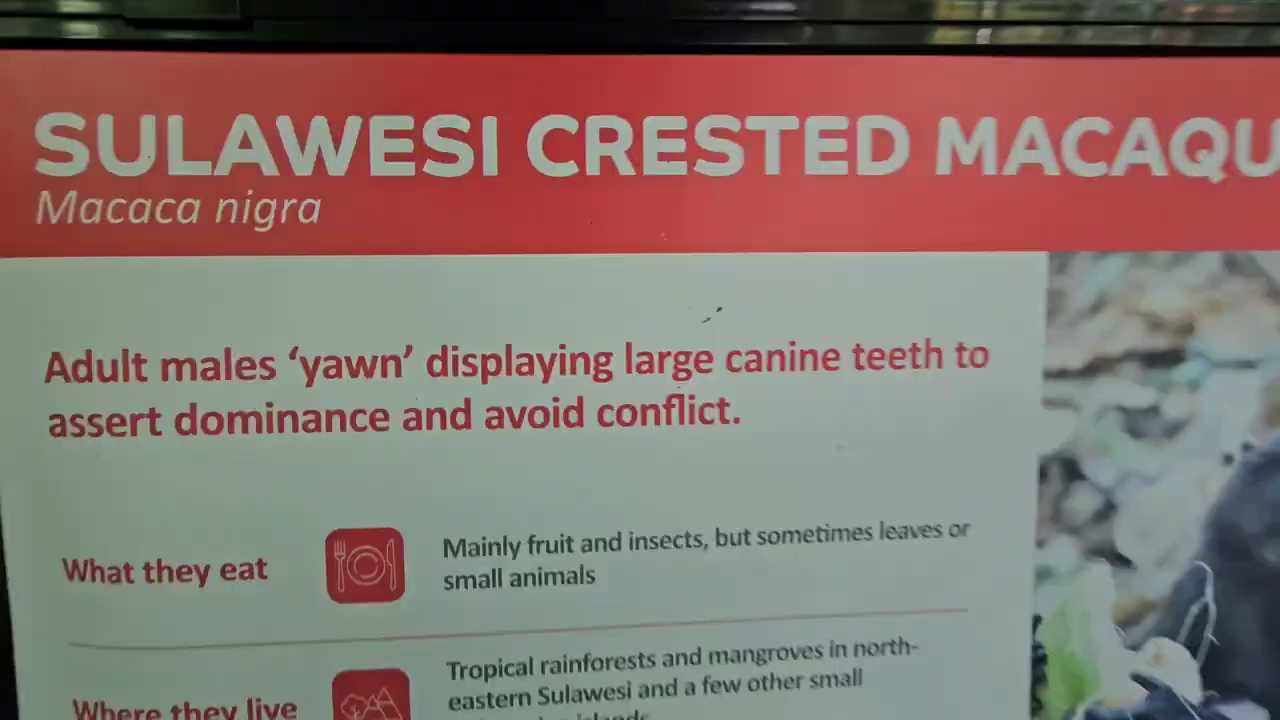 SULAWESI CRESTED MACAQU
Macaca nigra
Adult males ‘yawn’ displaying large canine teeth to
assert dominance and avoid conflict.
What they eat
Mainly fruit and insects, but sometimes leaves or
small animals
Where they live
Tropical rainforests and mangroves in north-
eastern Sulawesi and a few other small